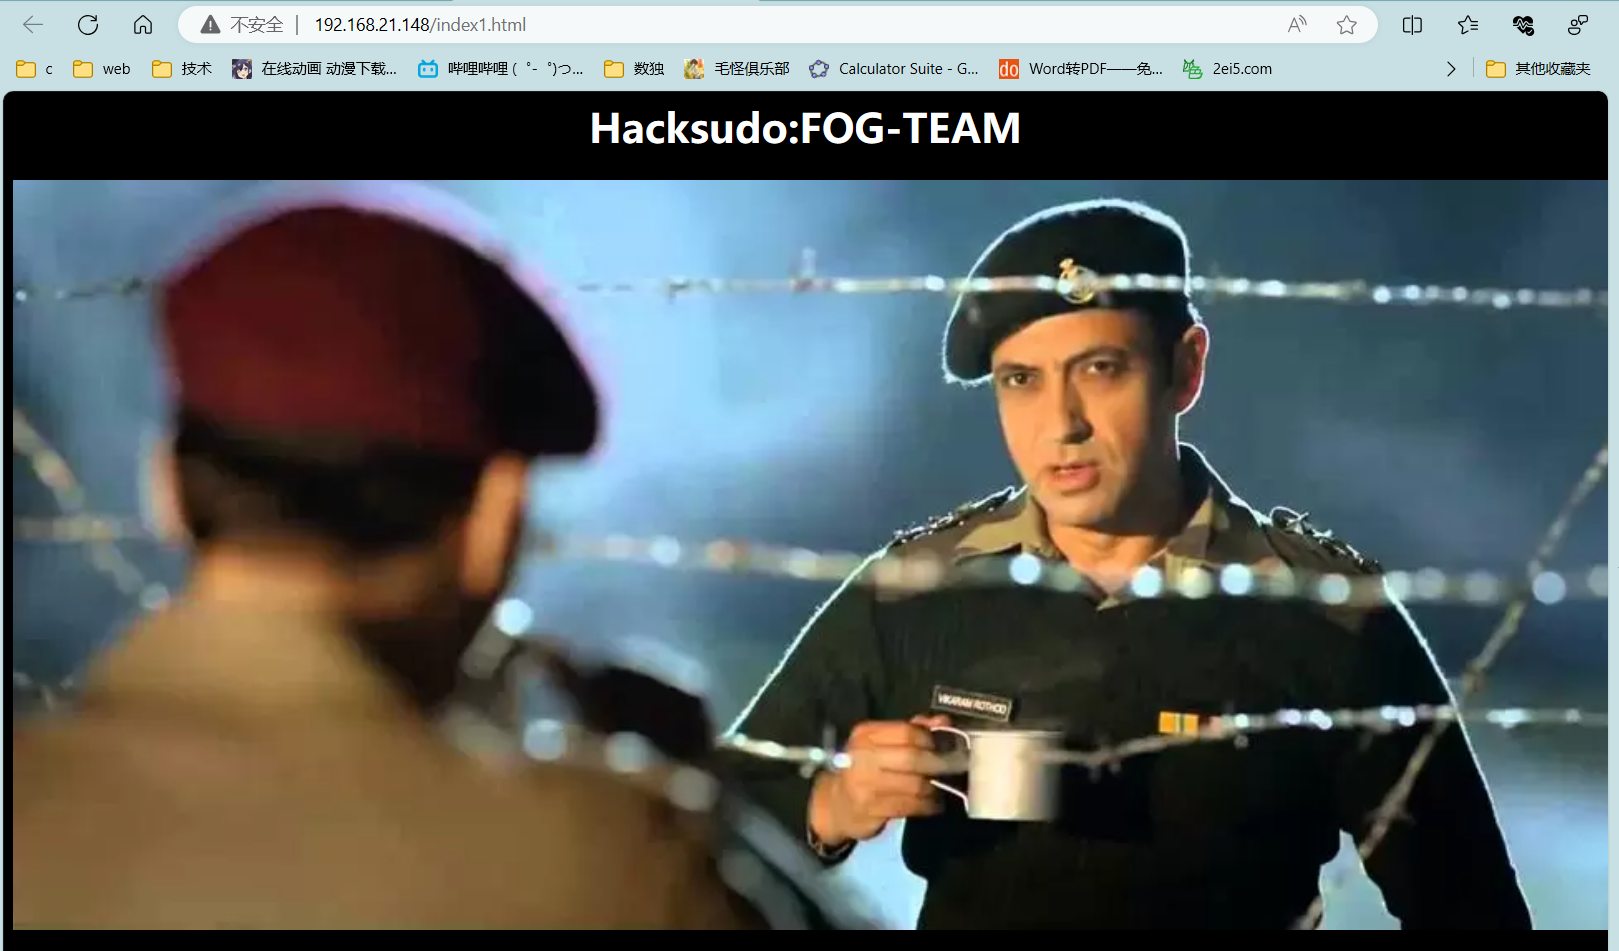 不安全 | 192.168.21.148/index1.html
c web 技术 在线动画 动漫下载... 哔哩哔哩 ( ゜- ゜)つ... 数独 毛怪俱乐部 Calculator Suite - G... Word转PDF——免... 2ei5.com 其他收藏夹
Hacksudo:FOG-TEAM
VIKARAM ROTHOD